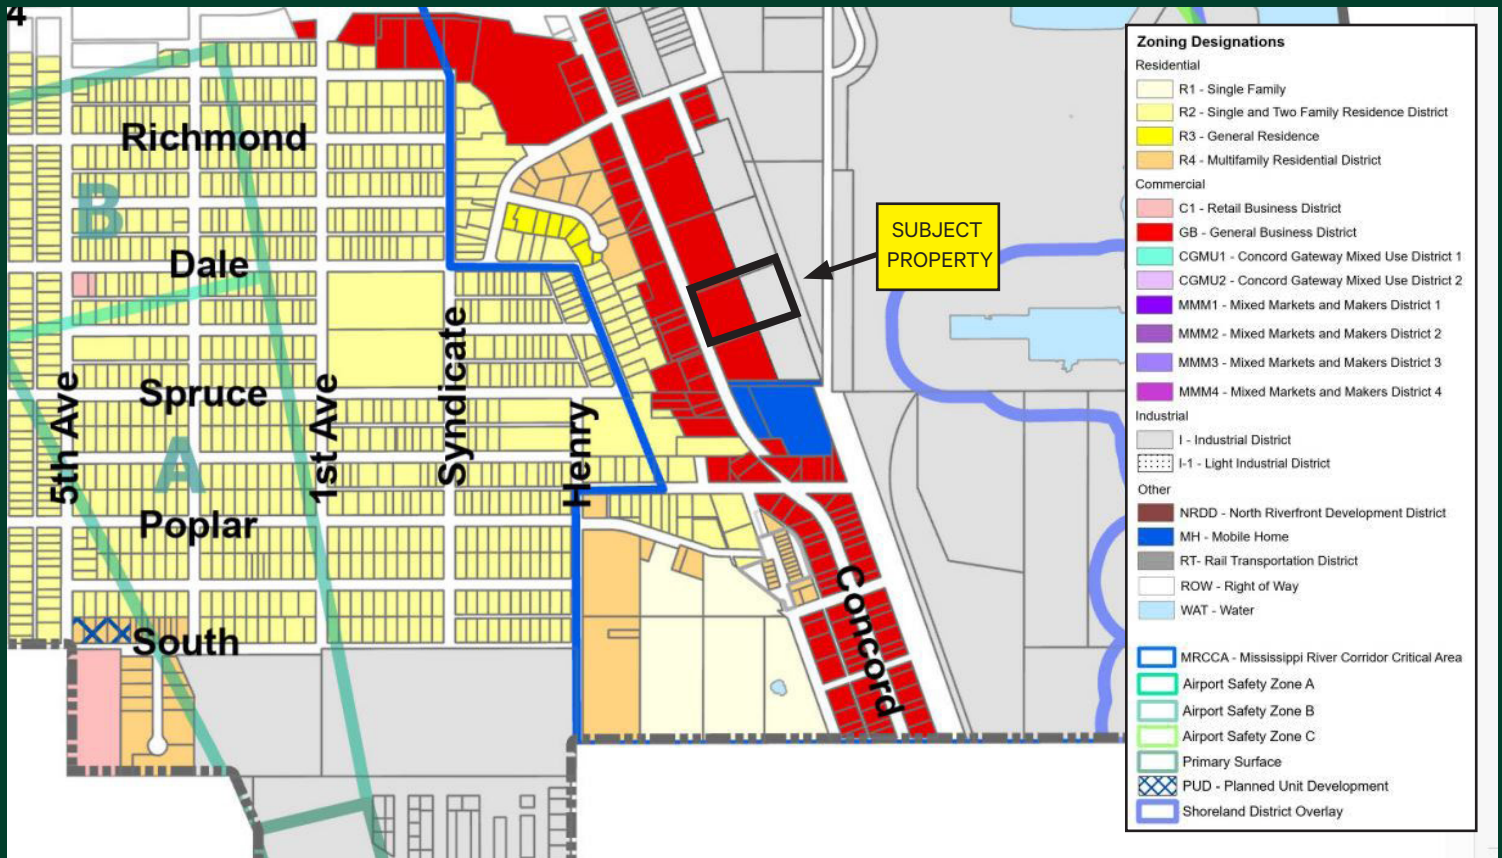 4
Richmond
B
Dale
5th Ave
Spruce
1st Ave
Syndicate
Henry
A
Poplar
South
Concord
SUBJECT
PROPERTY
Zoning Designations
Residential
R1 - Single Family
R2 - Single and Two Family Residence District
R3 - General Residence
R4 - Multifamily Residential District
Commercial
C1 - Retail Business District
GB - General Business District
CGMU1 - Concord Gateway Mixed Use District 1
CGMU2 - Concord Gateway Mixed Use District 2
MMM1 - Mixed Markets and Makers District 1
MMM2 - Mixed Markets and Makers District 2
MMM3 - Mixed Markets and Makers District 3
MMM4 - Mixed Markets and Makers District 4
Industrial
I - Industrial District
I-1 - Light Industrial District
Other
NRDD - North Riverfront Development District
MH - Mobile Home
RT- Rail Transportation District
ROW - Right of Way
WAT - Water
MRCCA - Mississippi River Corridor Critical Area
Airport Safety Zone A
Airport Safety Zone B
Airport Safety Zone C
Primary Surface
PUD - Planned Unit Development
Shoreland District Overlay